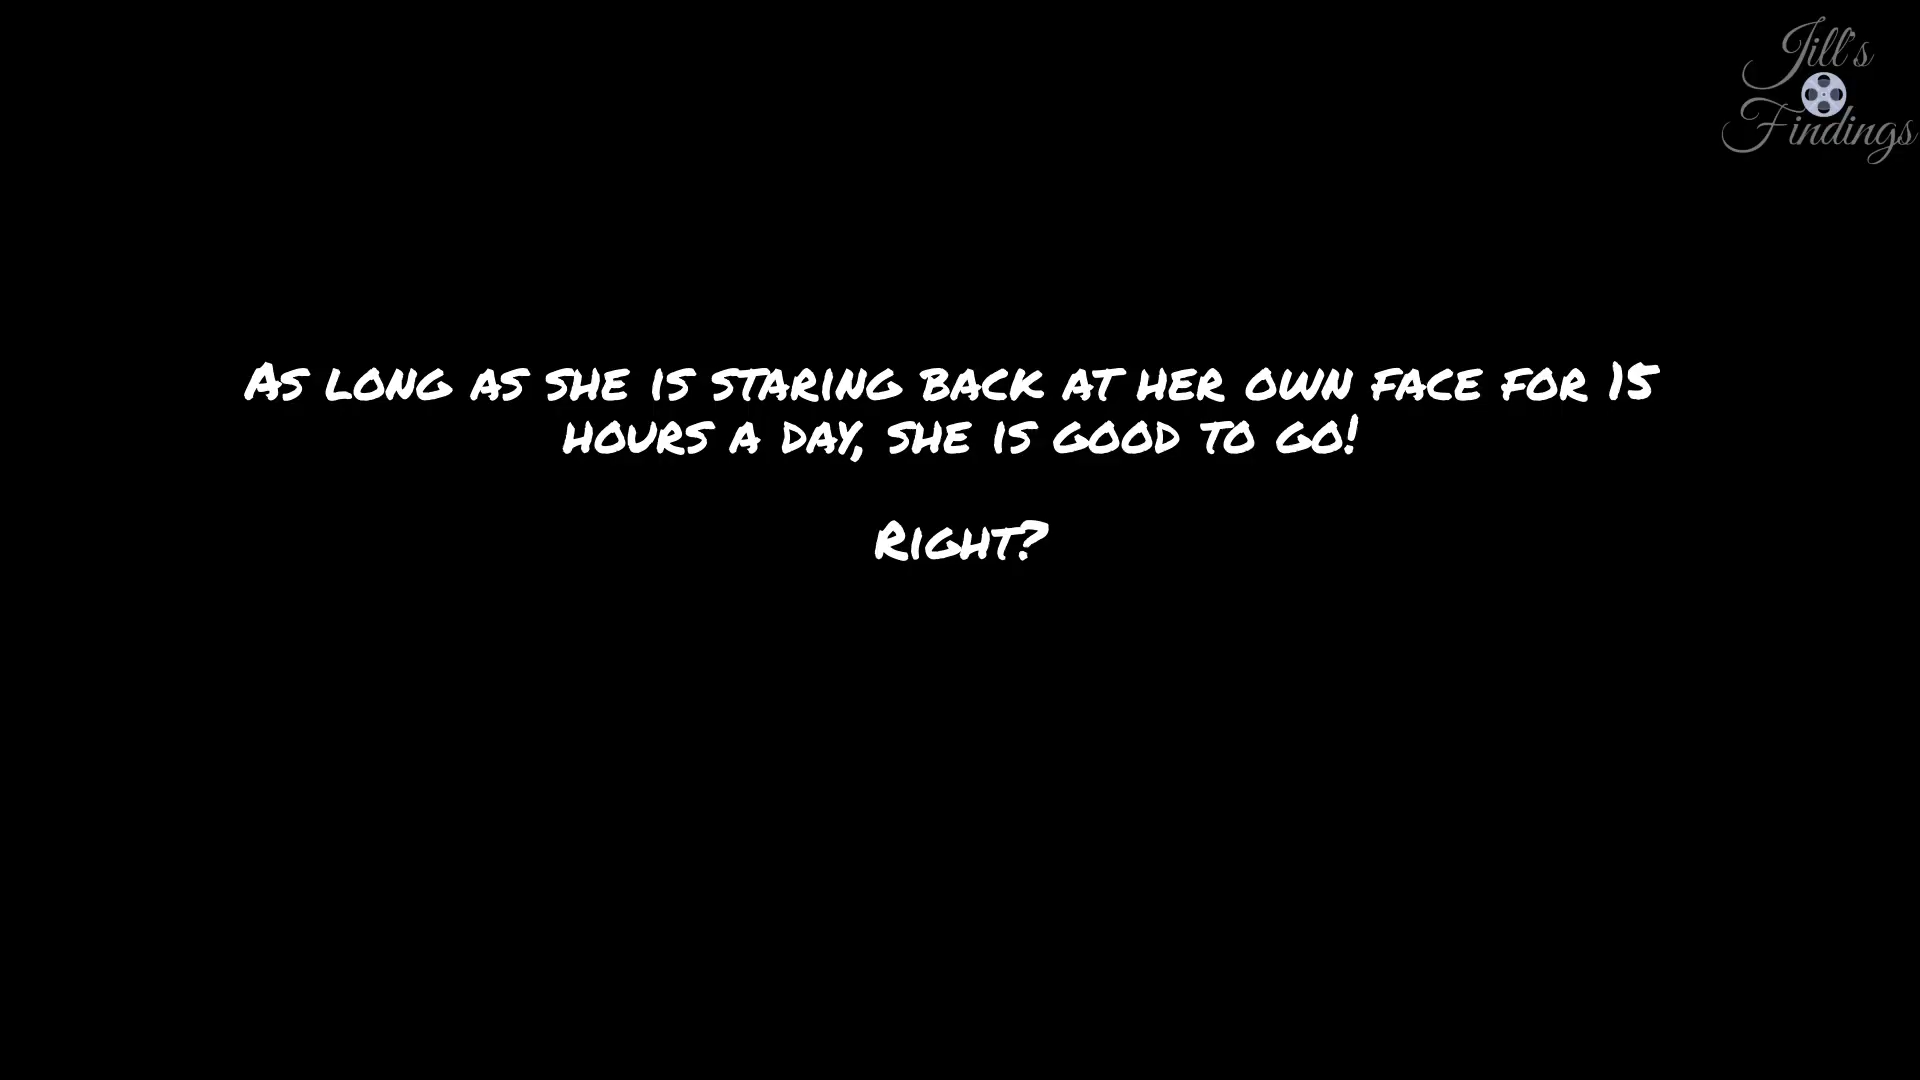 Jill's
Findings
As long as she is staring back at her own face for 15
hours a day, she is good to go!
Right?